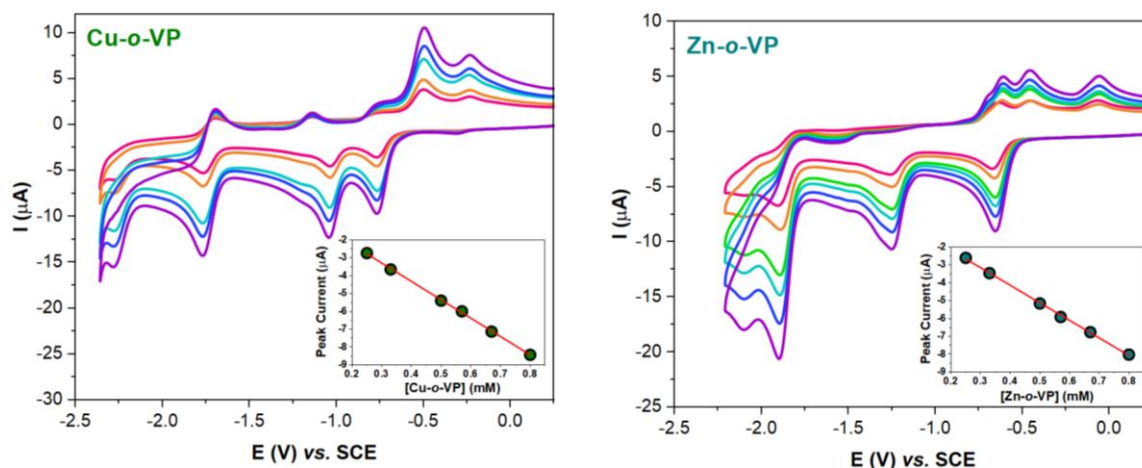 Cu-o-VP
I (µA)
10
5
0
-5
-10
-15
-20
-25
-30
-2.5 -2.0 -1.5 -1.0 -0.5 0.0
E (V) vs. SCE
Peak Current (µA)
-2
-3
-4
-5
-6
-7
-8
-9
0.2 0.3 0.4 0.5 0.6 0.7 0.8
[Cu-o-VP] (mM)
Zn-o-VP
I (µA)
10
5
0
-5
-10
-15
-20
-25
-2.5 -2.0 -1.5 -1.0 -0.5 0.0
E (V) vs. SCE
Peak Current (µA)
-2
-3
-4
-5
-6
-7
-8
-9
0.2 0.3 0.4 0.5 0.6 0.7 0.8
[Zn-o-VP] (mM)